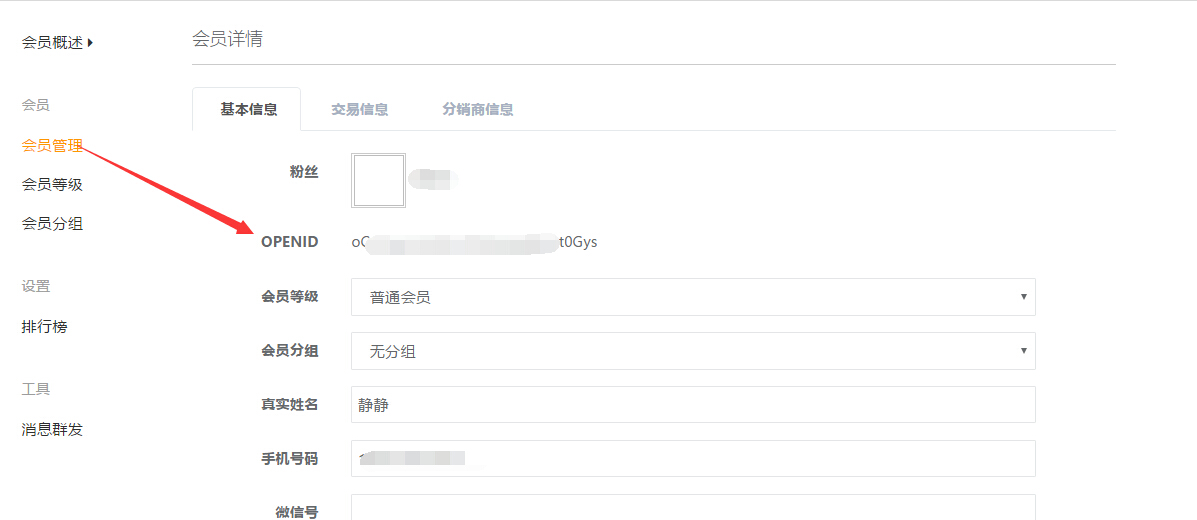 会员概述
会员详情
基本信息 交易信息 分销商信息
会员
会员管理
会员等级
会员分组
设置
排行榜
工具
消息群发
粉丝
OPENID t0Gys
会员等级 普通会员
会员分组 无分组
真实姓名 静静
手机号码
微信号